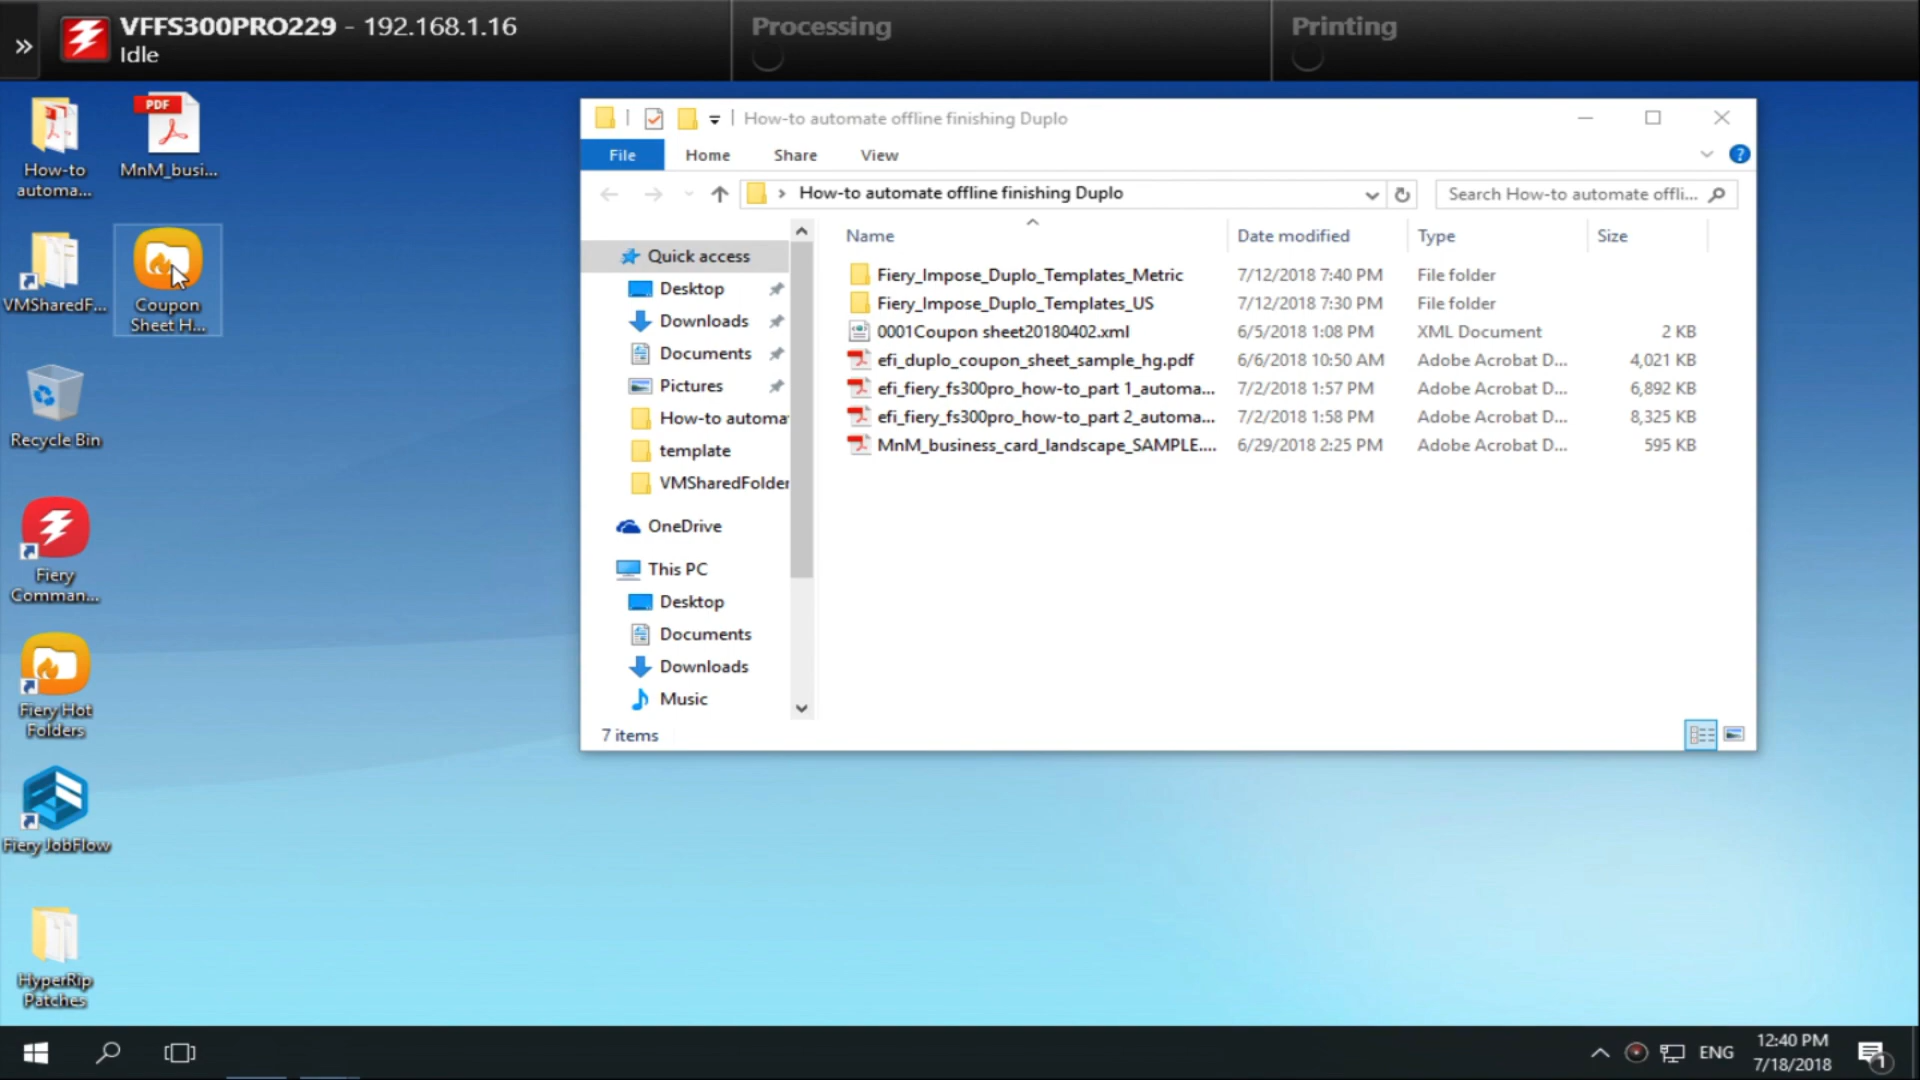 VFFS300PRO229 - 192.168.1.16
Idle
Processing
Printing
How-to
automa...
PDF
MnM_busi...
VMSharedF...
Coupon
Sheet H...
Recycle Bin
Fiery
Comman...
Fiery Hot
Folders
Fiery JobFlow
HyperRip
Patches
How-to automate offline finishing Duplo
File Home Share View
How-to automate offline finishing Duplo
Search How-to automate offli...
Name Date modified Type Size
Quick access
Desktop
Downloads
Documents
Pictures
How-to automa
template
VMSharedFolder
OneDrive
This PC
Desktop
Documents
Downloads
Music
Fiery_Impose_Duplo_Templates_Metric 7/12/2018 7:40 PM File folder
Fiery_Impose_Duplo_Templates_US 7/12/2018 7:30 PM File folder
0001Coupon sheet20180402.xml 6/5/2018 1:08 PM XML Document 2 KB
efi_duplo_coupon_sheet_sample_hg.pdf 6/6/2018 10:50 AM Adobe Acrobat D... 4,021 KB
efi_fiery_fs300pro_how-to_part 1_automa... 7/2/2018 1:57 PM Adobe Acrobat D... 6,892 KB
efi_fiery_fs300pro_how-to_part 2_automa... 7/2/2018 1:58 PM Adobe Acrobat D... 8,325 KB
MnM_business_card_landscape_SAMPLE.... 6/29/2018 2:25 PM Adobe Acrobat D... 595 KB
7 items
ENG
12:40 PM
7/18/2018
1